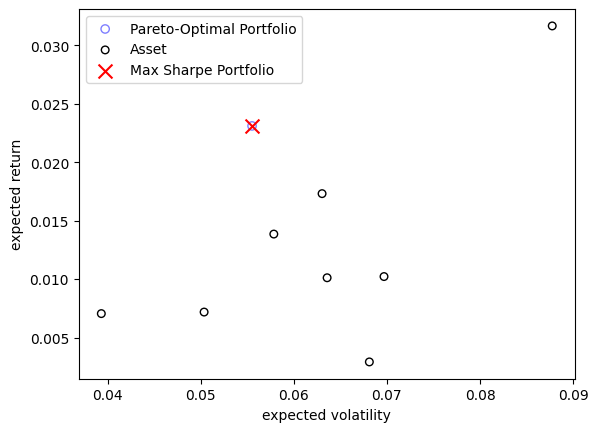 Pareto-Optimal Portfolio
Asset
Max Sharpe Portfolio
expected return
0.030
0.025
0.020
0.015
0.010
0.005
0.04 0.05 0.06 0.07 0.08 0.09
expected volatility